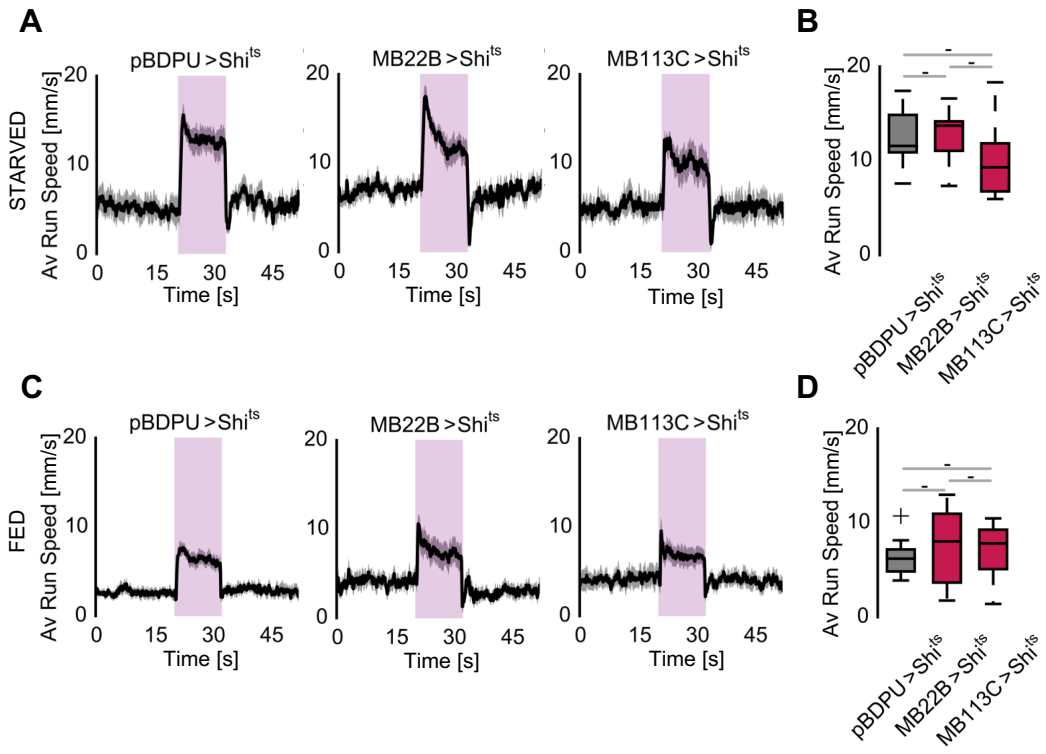 A
B
pBDPU>Shi^ts
MB22B>Shi^ts
MB113C>Shi^ts
STARVED
Av Run Speed [mm/s]
20
10
0
20
10
0
20
10
0
0 15 30 45
0 15 30 45
0 15 30 45
Time [s]
Time [s]
Time [s]
Av Run Speed [mm/s]
20
10
0
- - -
pBDPU>Shi^ts
MB22B>Shi^ts
MB113C>Shi^ts
C
D
pBDPU>Shi^ts
MB22B>Shi^ts
MB113C>Shi^ts
FED
Av Run Speed [mm/s]
20
10
0
20
10
0
20
10
0
0 15 30 45
0 15 30 45
0 15 30 45
Time [s]
Time [s]
Time [s]
Av Run Speed [mm/s]
20
10
0
- - -
pBDPU>Shi^ts
MB22B>Shi^ts
MB113C>Shi^ts